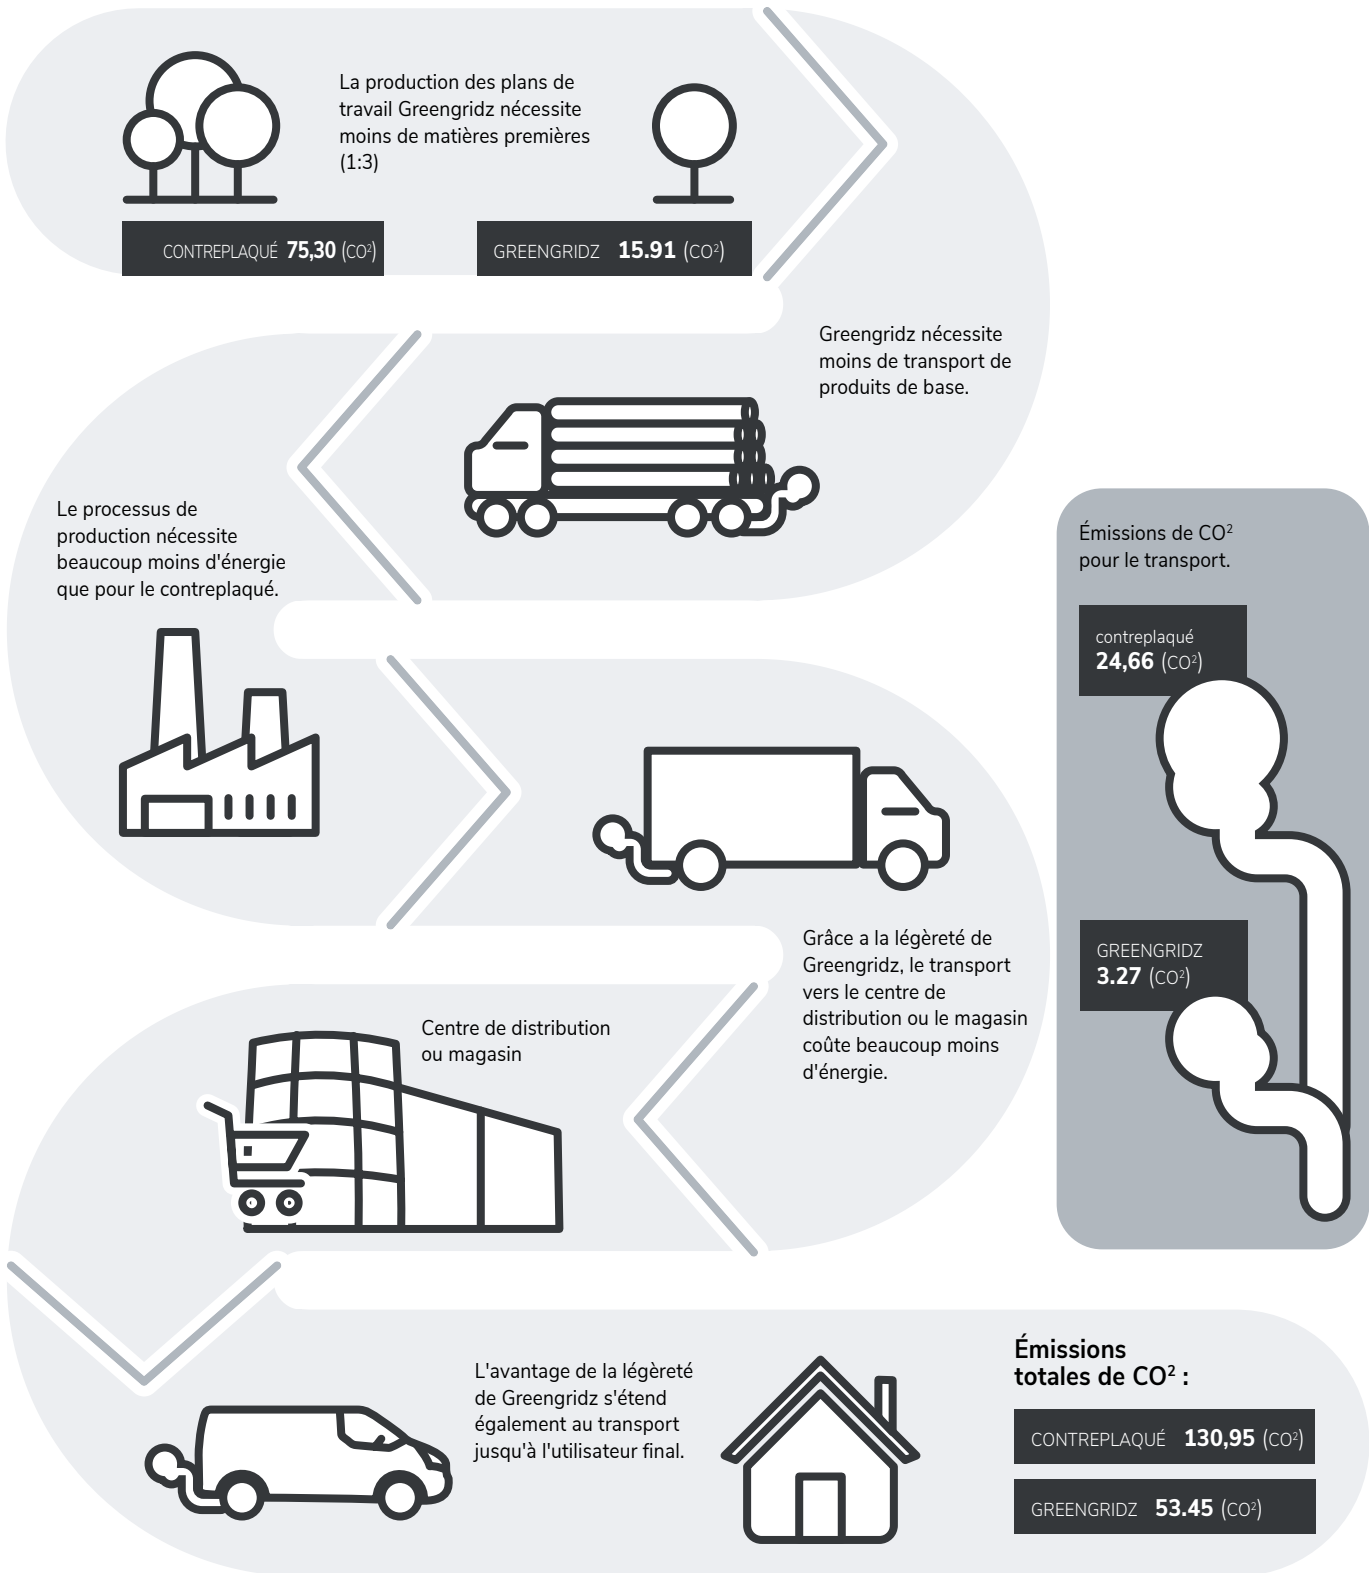 La production des plans de
travail Greengridz nécessite
moins de matières premières
(1:3)
CONTREPLAQUÉ 75,30 (CO²)
GREENGRIDZ 15.91 (CO²)
Greengridz nécessite
moins de transport de
produits de base.
Le processus de
production nécessite
beaucoup moins d'énergie
que pour le contreplaqué.
Émissions de CO²
pour le transport.
contreplaqué
24,66 (CO²)
GREENGRIDZ
3.27 (CO²)
Grâce a la légèreté de
Greengridz, le transport
vers le centre de
distribution ou le magasin
coûte beaucoup moins
d'énergie.
Centre de distribution
ou magasin
L'avantage de la légèreté
de Greengridz s'étend
également au transport
jusqu'à l'utilisateur final.
Émissions
totales de CO² :
CONTREPLAQUÉ 130,95 (CO²)
GREENGRIDZ 53.45 (CO²)